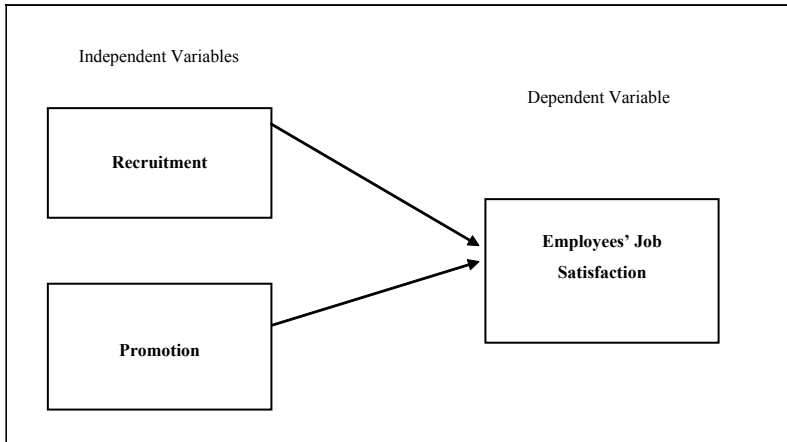 Independent Variables
Dependent Variable
Recruitment
Employees’ Job
Satisfaction
Promotion